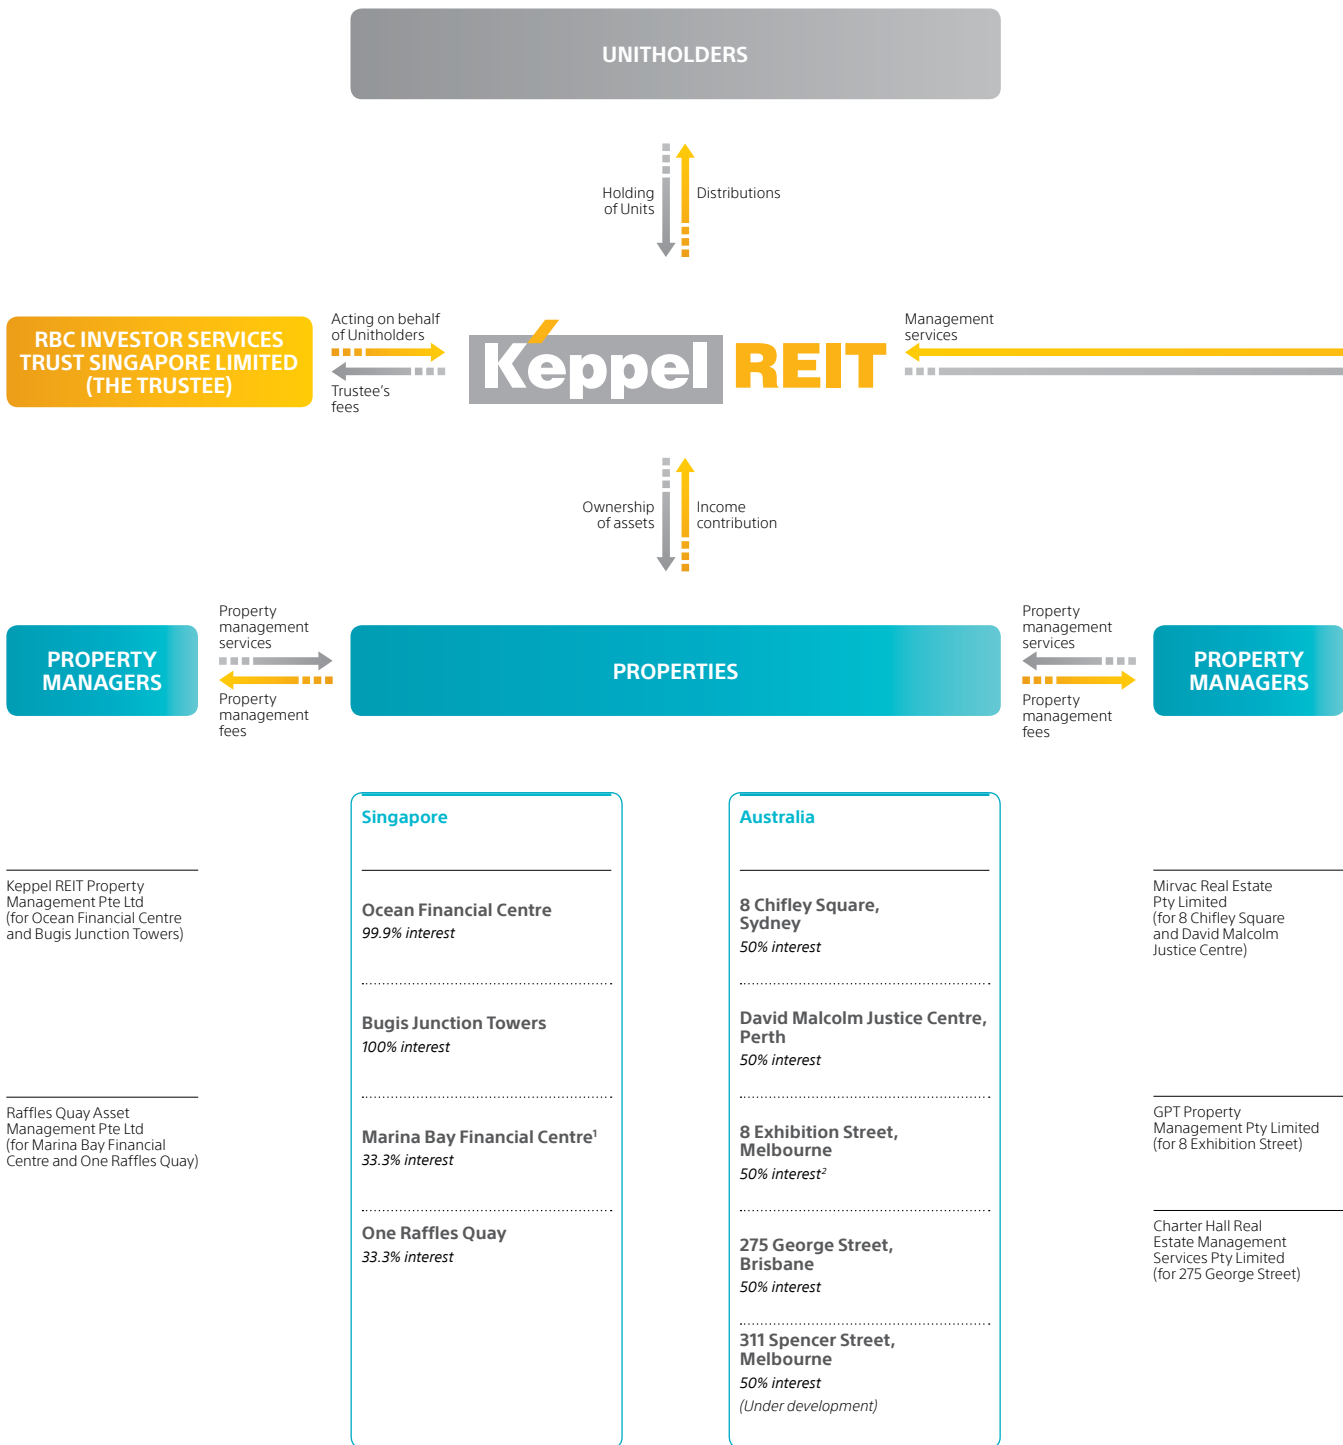 UNITHOLDERS
Holding
of Units
Distributions
RBC INVESTOR SERVICES
TRUST SINGAPORE LIMITED
(THE TRUSTEE)
Acting on behalf
of Unitholders
Trustee's
fees
Keppel REIT
Management
services
Ownership
of assets
Income
contribution
PROPERTY
MANAGERS
Property
management
services
Property
management
fees
PROPERTIES
Property
management
services
Property
management
fees
PROPERTY
MANAGERS
Keppel REIT Property
Management Pte Ltd
(for Ocean Financial Centre
and Bugis Junction Towers)
Raffles Quay Asset
Management Pte Ltd
(for Marina Bay Financial
Centre and One Raffles Quay)
Singapore
Ocean Financial Centre
99.9% interest
Bugis Junction Towers
100% interest
Marina Bay Financial Centre¹
33.3% interest
One Raffles Quay
33.3% interest
Australia
8 Chifley Square,
Sydney
50% interest
David Malcolm Justice Centre,
Perth
50% interest
8 Exhibition Street,
Melbourne
50% interest²
275 George Street,
Brisbane
50% interest
311 Spencer Street,
Melbourne
50% interest
(Under development)
Mirvac Real Estate
Pty Limited
(for 8 Chifley Square
and David Malcolm
Justice Centre)
GPT Property
Management Pty Limited
(for 8 Exhibition Street)
Charter Hall Real
Estate Management
Services Pty Limited
(for 275 George Street)